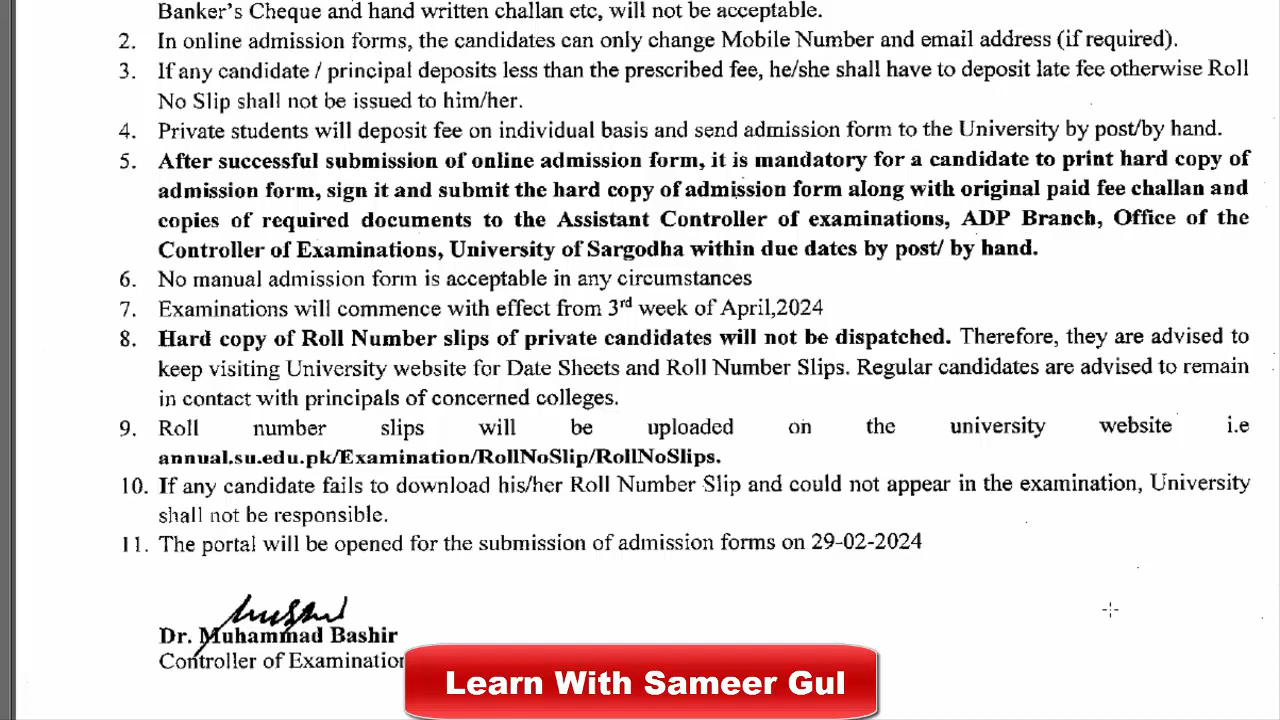 Banker's Cheque and hand written challan etc, will not be acceptable.
2. In online admission forms, the candidates can only change Mobile Number and email address (if required).
3. If any candidate / principal deposits less than the prescribed fee, he/she shall have to deposit late fee otherwise Roll
No Slip shall not be issued to him/her.
4. Private students will deposit fee on individual basis and send admission form to the University by post/by hand.
5. After successful submission of online admission form, it is mandatory for a candidate to print hard copy of
admission form, sign it and submit the hard copy of admission form along with original paid fee challan and
copies of required documents to the Assistant Controller of examinations, ADP Branch, Office of the
Controller of Examinations, University of Sargodha within due dates by post/ by hand.
6. No manual admission form is acceptable in any circumstances
7. Examinations will commence with effect from 3rd week of April,2024
8. Hard copy of Roll Number slips of private candidates will not be dispatched. Therefore, they are advised to
keep visiting University website for Date Sheets and Roll Number Slips. Regular candidates are advised to remain
in contact with principals of concerned colleges.
9. Roll number slips will be uploaded on the university website i.e
annual.su.edu.pk/Examination/RollNoSlip/RollNoSlips.
10. If any candidate fails to download his/her Roll Number Slip and could not appear in the examination, University
shall not be responsible.
11. The portal will be opened for the submission of admission forms on 29-02-2024
Dr. Muhammad Bashir
Controller of Examination
Learn With Sameer Gul